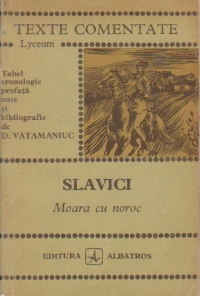 TEXTE COMENTATE
Lyceum
Tabel
cronologic
prefață
note
și
bibliografie
de
D. VATAMANIUC
SLAVICI
Moara cu noroc
EDITURA ALBATROS